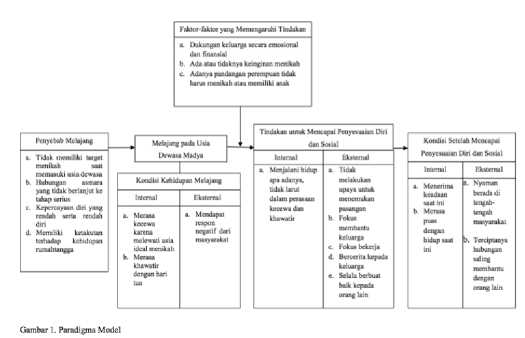 Faktor-faktor yang Memengaruhi Tindakan
a. Dukungan keluarga secara emosional
dan finansial
b. Ada atau tidaknya keinginan menikah
c. Adanya pandangan perempuan tidak
harus menikah atau memiliki anak
Penyebab Melajang
a. Tidak memiliki target
menikah saat
memasuki usia dewasa
b. Hubungan asmara
yang tidak berlanjut ke
tahap serius
c. Kepercayaan diri yang
rendah serta rendah
diri
d. Memiliki ketakutan
terhadap kehidupan
rumahtangga
Melajang pada Usia
Dewasa Madya
Kondisi Kehidupan Melajang
Internal
a. Merasa
kecewa
karena
melewati usia
ideal menikah
b. Merasa
khawatir
dengan hari
tua
Eksternal
a. Mendapat
respon
negatif dari
masyarakat
Tindakan untuk Mencapai Penyesuaian Diri
dan Sosial
Internal
a. Menjalani hidup
apa adanya,
tidak larut
dalam perasaan
kecewa dan
khawatir
Eksternal
a. Tidak
melakukan
upaya untuk
menemukan
pasangan
b. Fokus
membantu
keluarga
c. Fokus bekerja
d. Bercerita kepada
keluarga
e. Selalu berbuat
baik kepada
orang lain
Kondisi Setelah Mencapai
Penyesuaian Diri dan Sosial
Internal
a. Menerima
keadaan
saat ini
b. Merasa
puas
dengan
hidup saat
ini
Eksternal
a. Nyaman
berada di
tengah-
tengah
masyarakat
b. Terciptanya
hubungan
saling
membantu
dengan
orang lain
Gambar 1. Paradigma Model